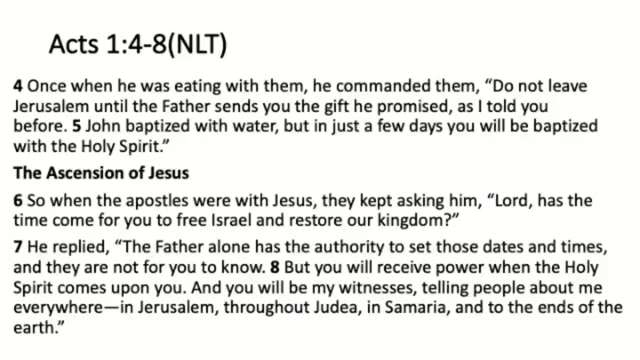 Acts 1:4-8(NLT)
4 Once when he was eating with them, he commanded them, “Do not leave
Jerusalem until the Father sends you the gift he promised, as I told you
before. 5 John baptized with water, but in just a few days you will be baptized
with the Holy Spirit.”
The Ascension of Jesus
6 So when the apostles were with Jesus, they kept asking him, “Lord, has the
time come for you to free Israel and restore our kingdom?”
7 He replied, “The Father alone has the authority to set those dates and times,
and they are not for you to know. 8 But you will receive power when the Holy
Spirit comes upon you. And you will be my witnesses, telling people about me
everywhere—in Jerusalem, throughout Judea, in Samaria, and to the ends of the
earth.”